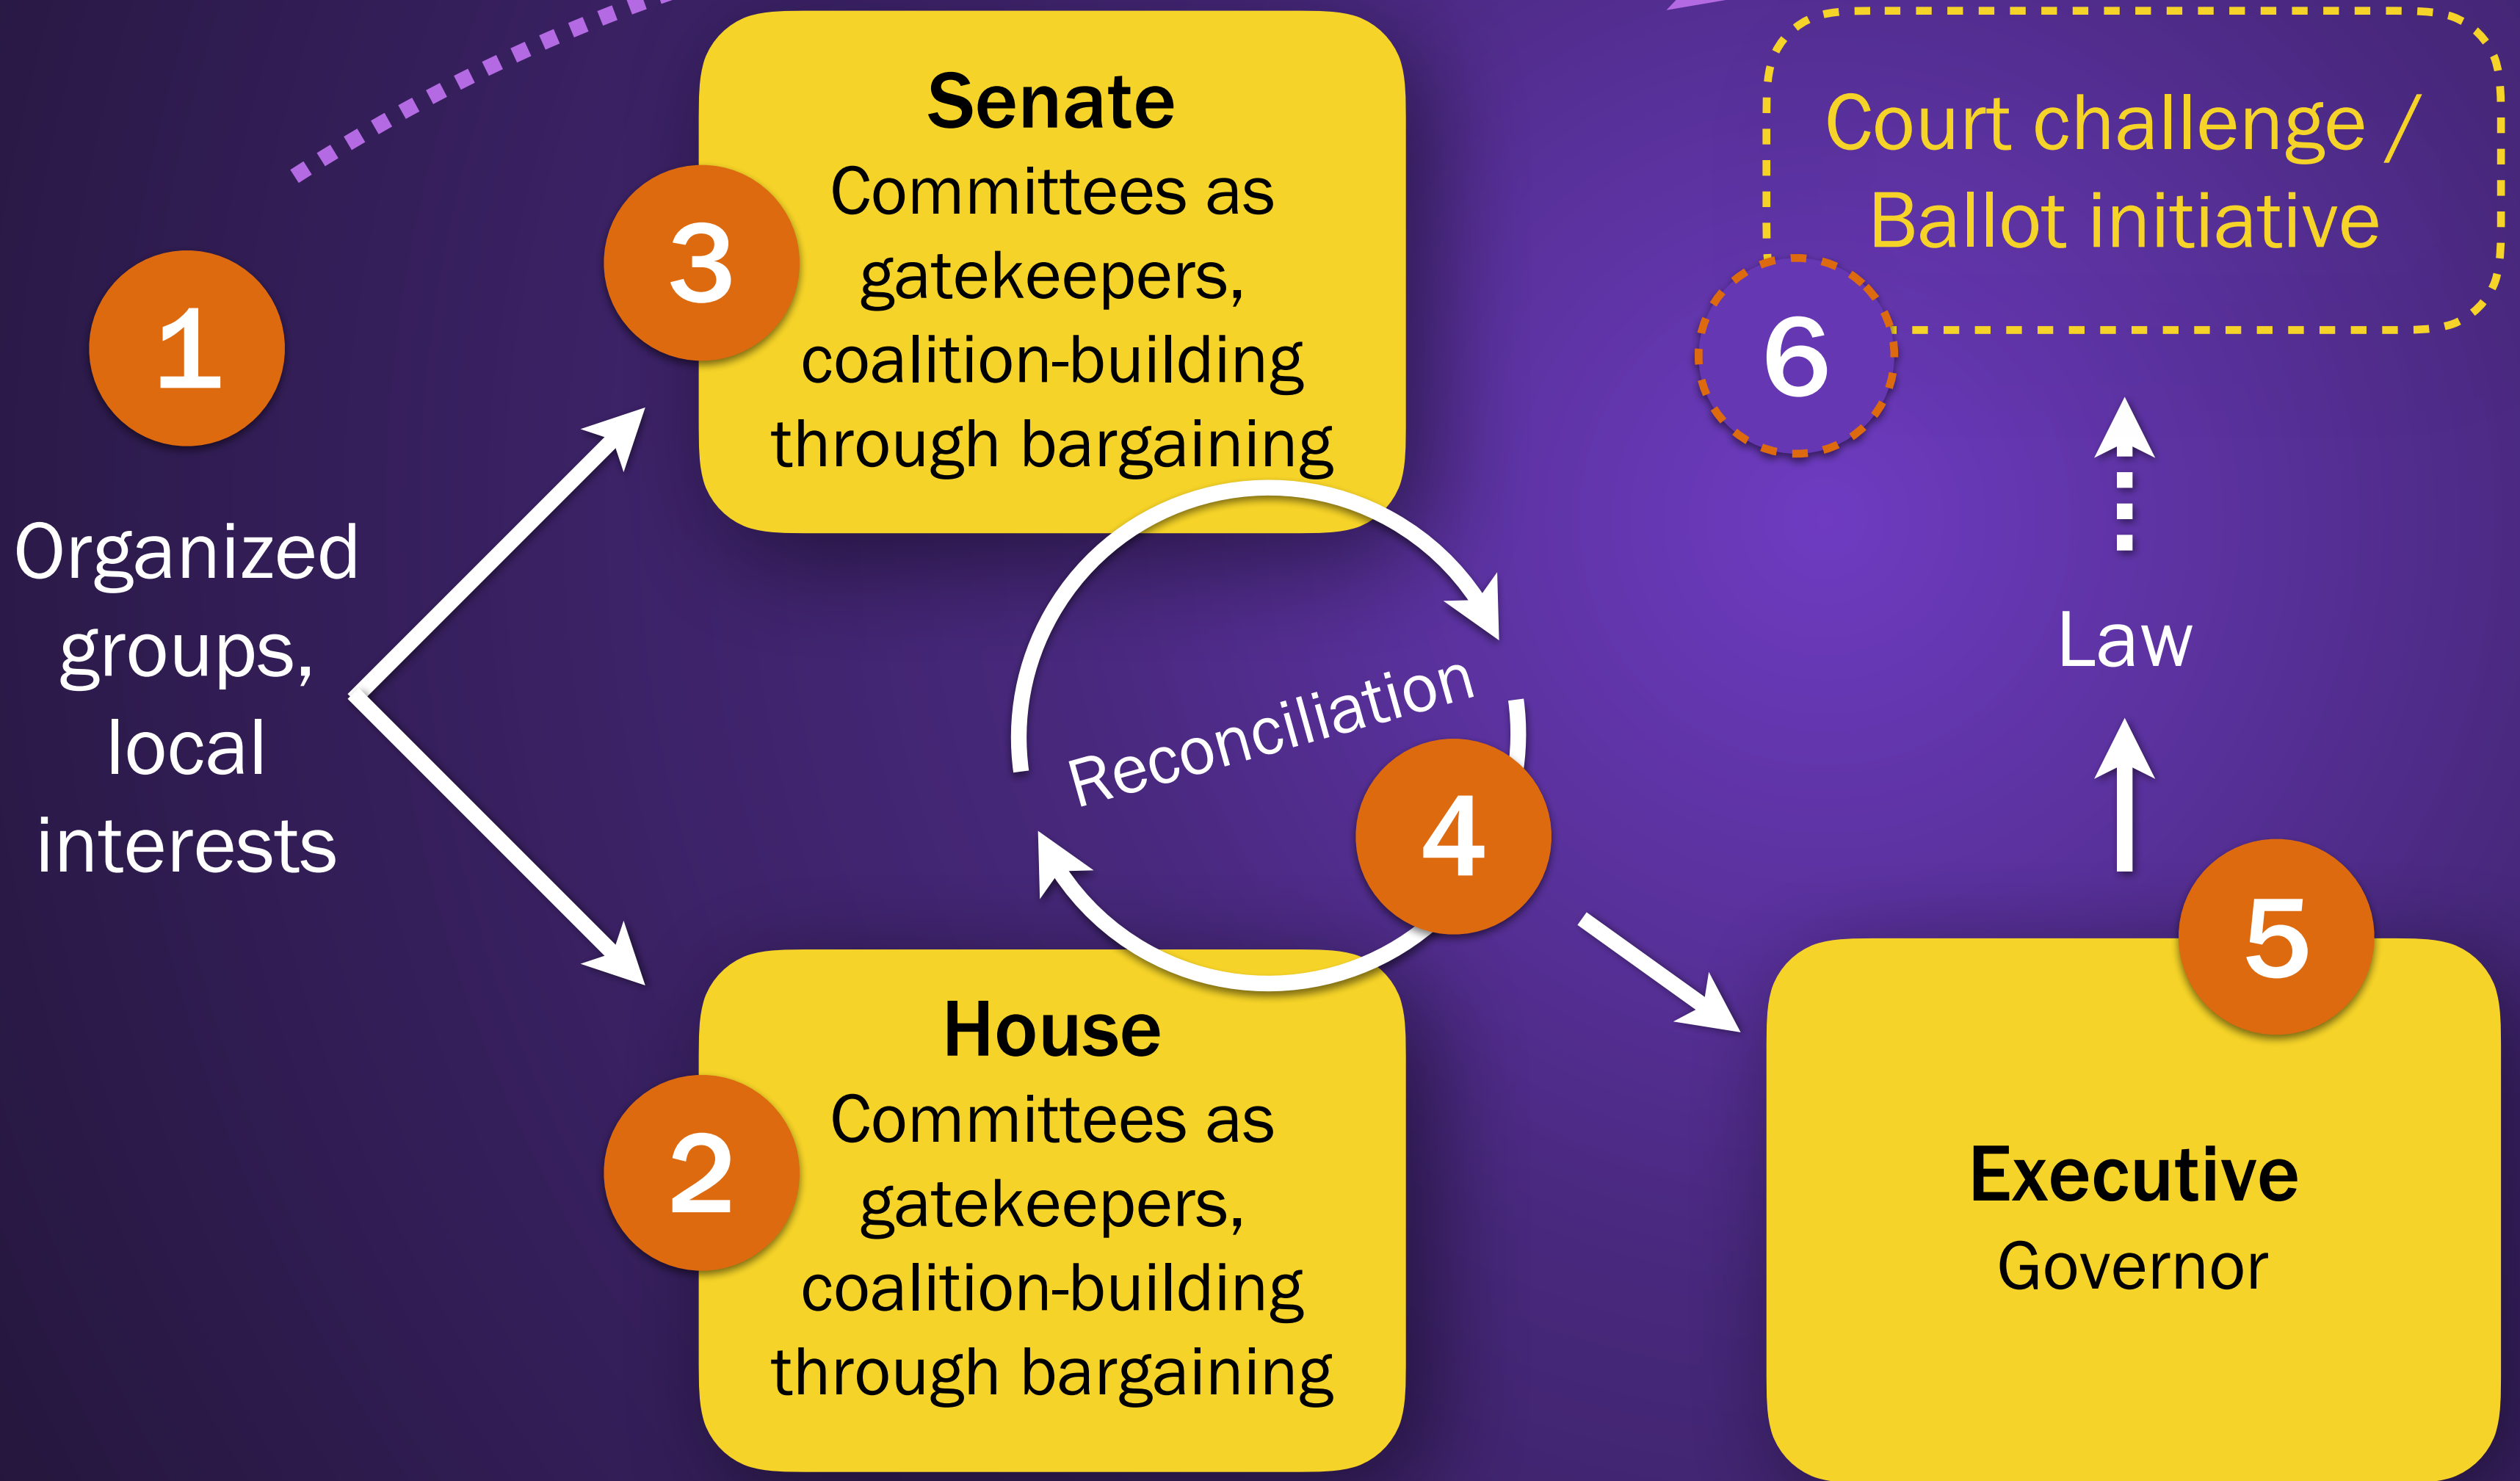 1
Organized
groups,
local
interests
3
Senate
Committees as
gatekeepers,
coalition-building
through bargaining
Reconciliation
4
2
House
Committees as
gatekeepers,
coalition-building
through bargaining
Court challenge /
Ballot initiative
6
Law
5
Executive
Governor